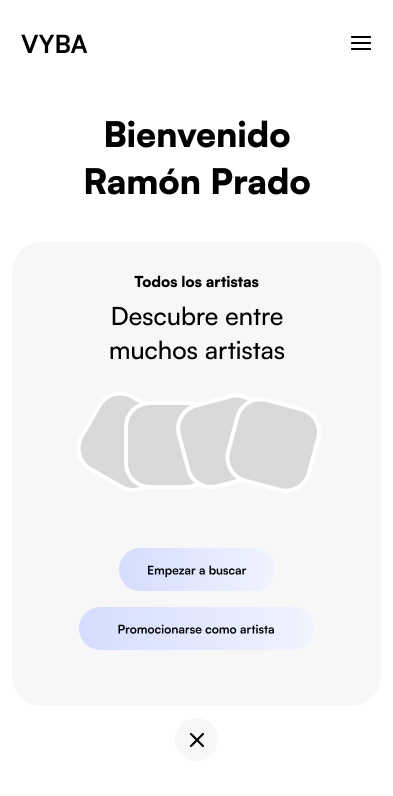 VYBA
Bienvenido
Ramón Prado
Todos los artistas
Descubre entre
muchos artistas
Empezar a buscar
Promocionarse como artista